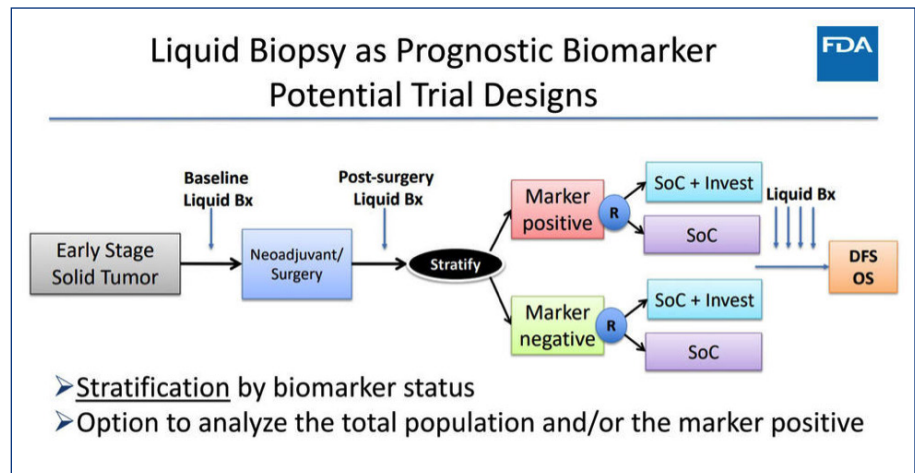 Liquid Biopsy as Prognostic Biomarker
Potential Trial Designs
FDA
Baseline
Liquid Bx
Post-surgery
Liquid Bx
Early Stage
Solid Tumor
Neoadjuvant/
Surgery
Stratify
Marker
positive
R
SoC + Invest
SoC
Marker
negative
R
SoC + Invest
SoC
Liquid Bx
DFS
OS
➢Stratification by biomarker status
➢Option to analyze the total population and/or the marker positive